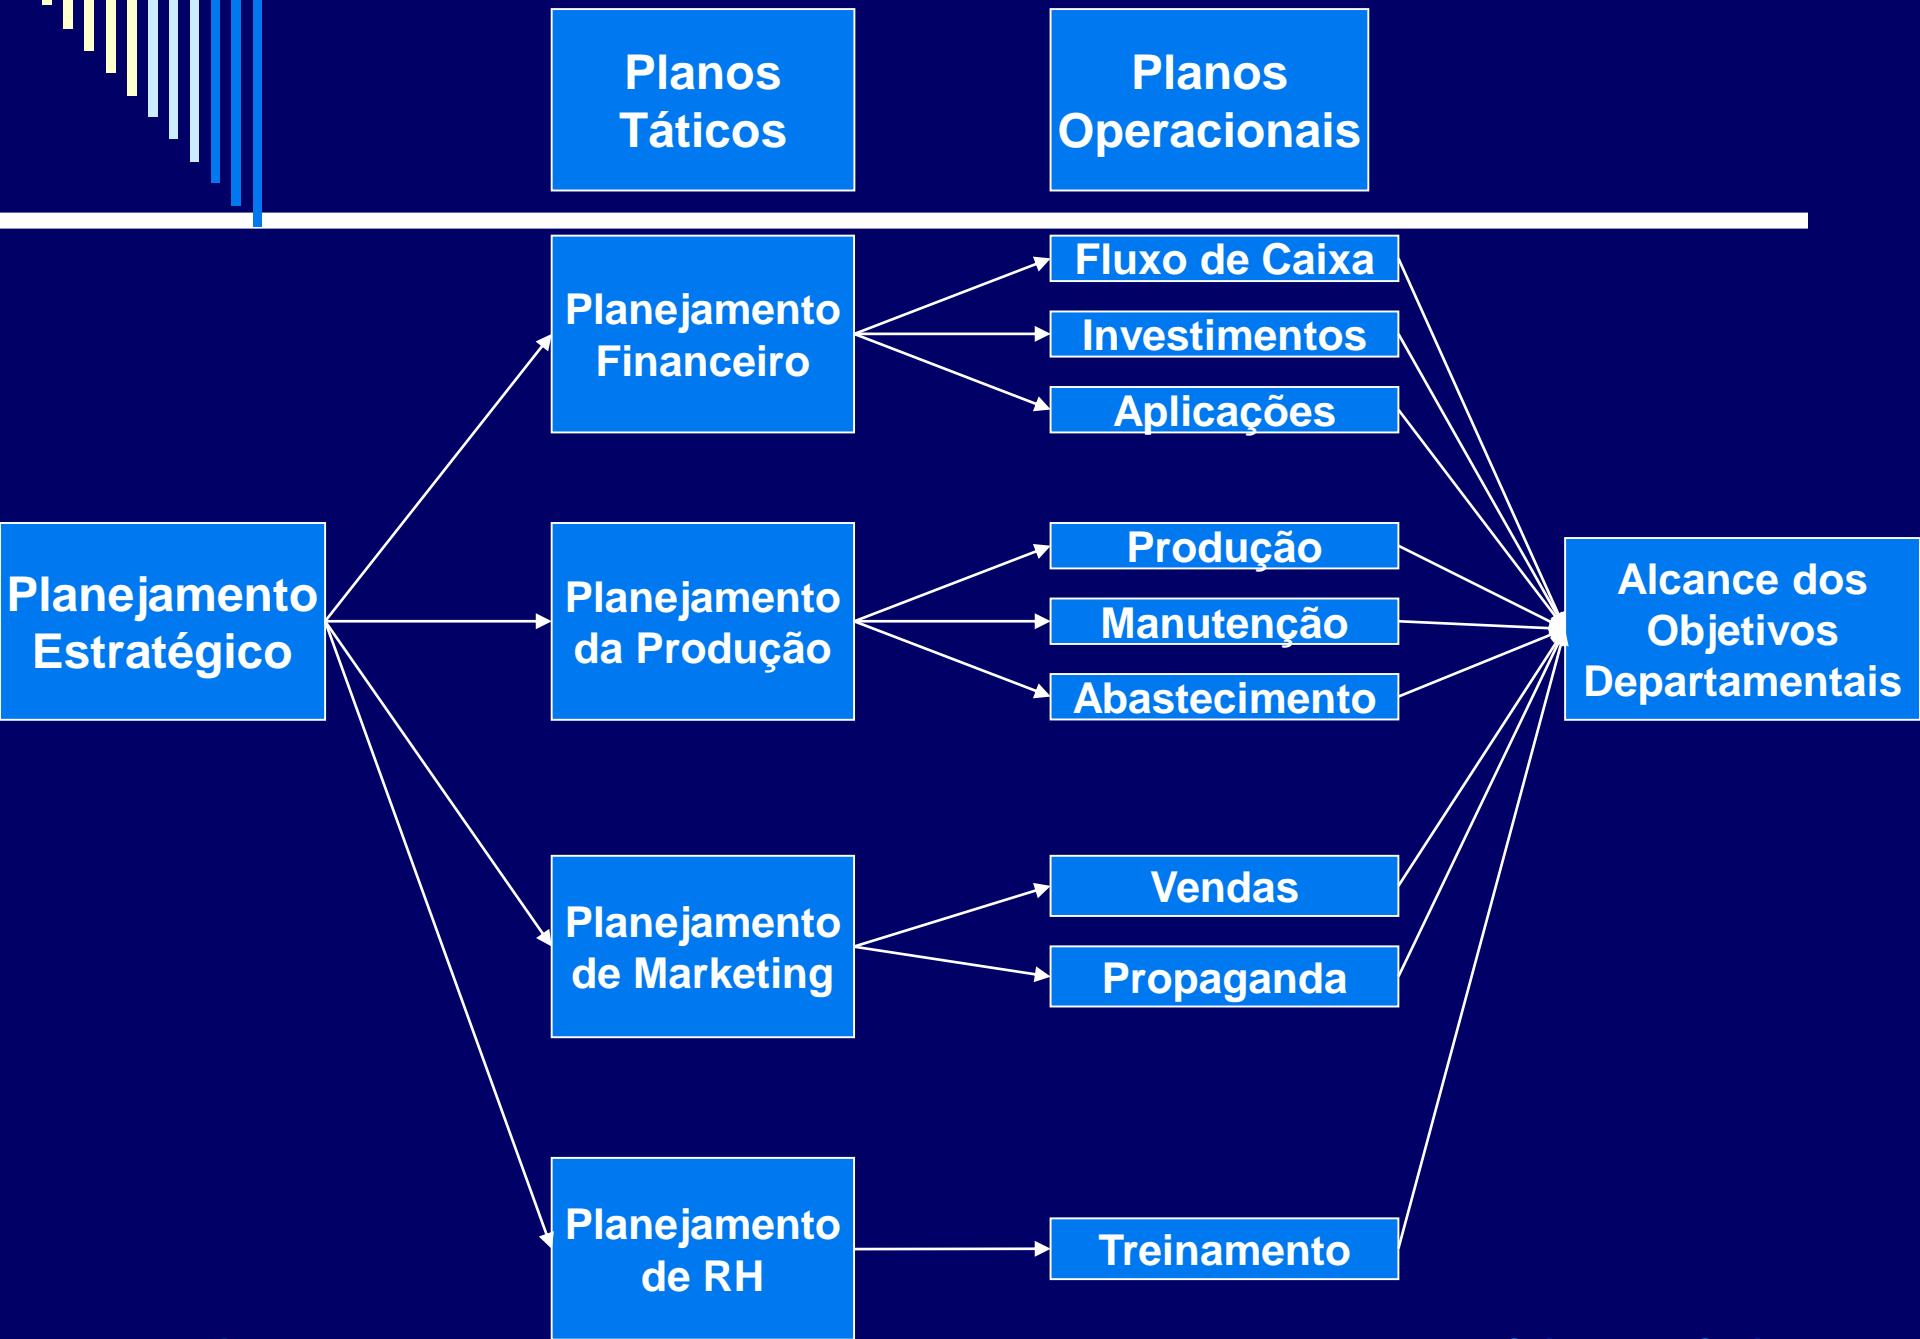 Planos
Táticos
Planos
Operacionais
Planejamento
Estratégico
Planejamento
Financeiro
Fluxo de Caixa
Investimentos
Aplicações
Planejamento
da Produção
Produção
Manutenção
Abastecimento
Planejamento
de Marketing
Vendas
Propaganda
Planejamento
de RH
Treinamento
Alcance dos
Objetivos
Departamentais